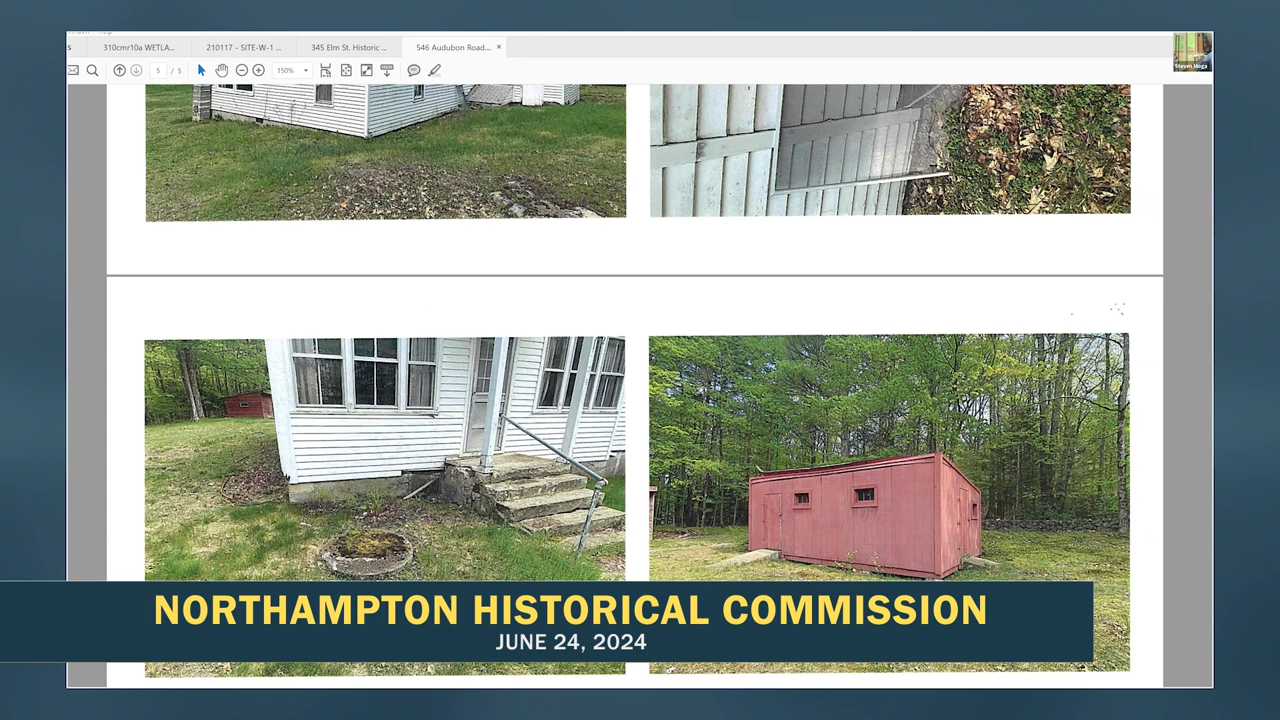 s
310cmr10a WETLA...
210117 - SITE-W-1 ...
345 Elm St. Historic ...
546 Audubon Road...
5 / 5
150%
Steven Moga
NORTHAMPTON HISTORICAL COMMISSION
JUNE 24, 2024